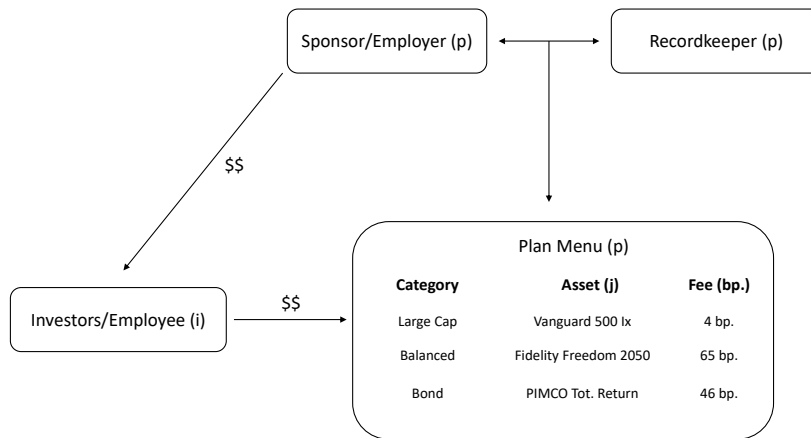 Sponsor/Employer (p)
Recordkeeper (p)
$$
Plan Menu (p)
Category Asset (j) Fee (bp.)
Investors/Employee (i)
$$
Large Cap Vanguard 500 Ix 4 bp.
Balanced Fidelity Freedom 2050 65 bp.
Bond PIMCO Tot. Return 46 bp.